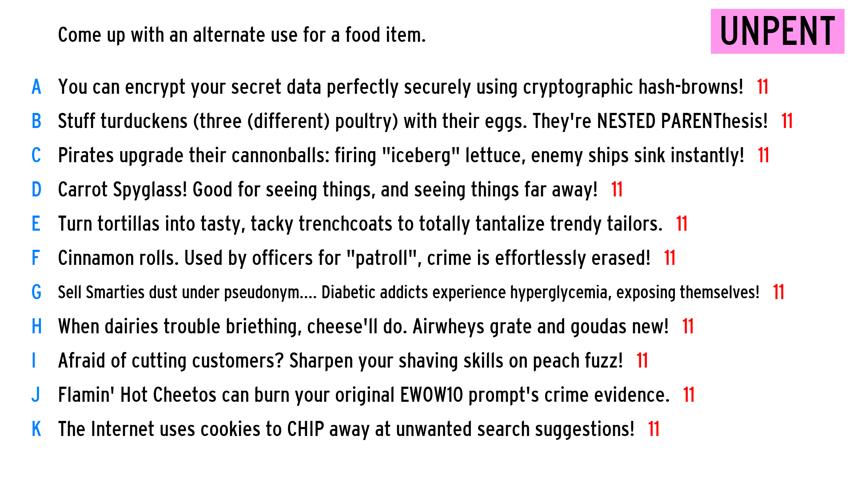 Come up with an alternate use for a food item.
UNPENT
A You can encrypt your secret data perfectly securely using cryptographic hash-browns! 11
B Stuff turduckens (three (different) poultry) with their eggs. They're NESTED PARENThesis! 11
C Pirates upgrade their cannonballs: firing "iceberg" lettuce, enemy ships sink instantly! 11
D Carrot Spyglass! Good for seeing things, and seeing things far away! 11
E Turn tortillas into tasty, tacky trenchcoats to totally tantalize trendy tailors. 11
F Cinnamon rolls. Used by officers for "patroll", crime is effortlessly erased! 11
G Sell Smarties dust under pseudonym.... Diabetic addicts experience hyperglycemia, exposing themselves! 11
H When dairies trouble briething, cheese'll do. Airwheys grate and goudas new! 11
I Afraid of cutting customers? Sharpen your shaving skills on peach fuzz! 11
J Flamin' Hot Cheetos can burn your original EWOW10 prompt's crime evidence. 11
K The Internet uses cookies to CHIP away at unwanted search suggestions! 11